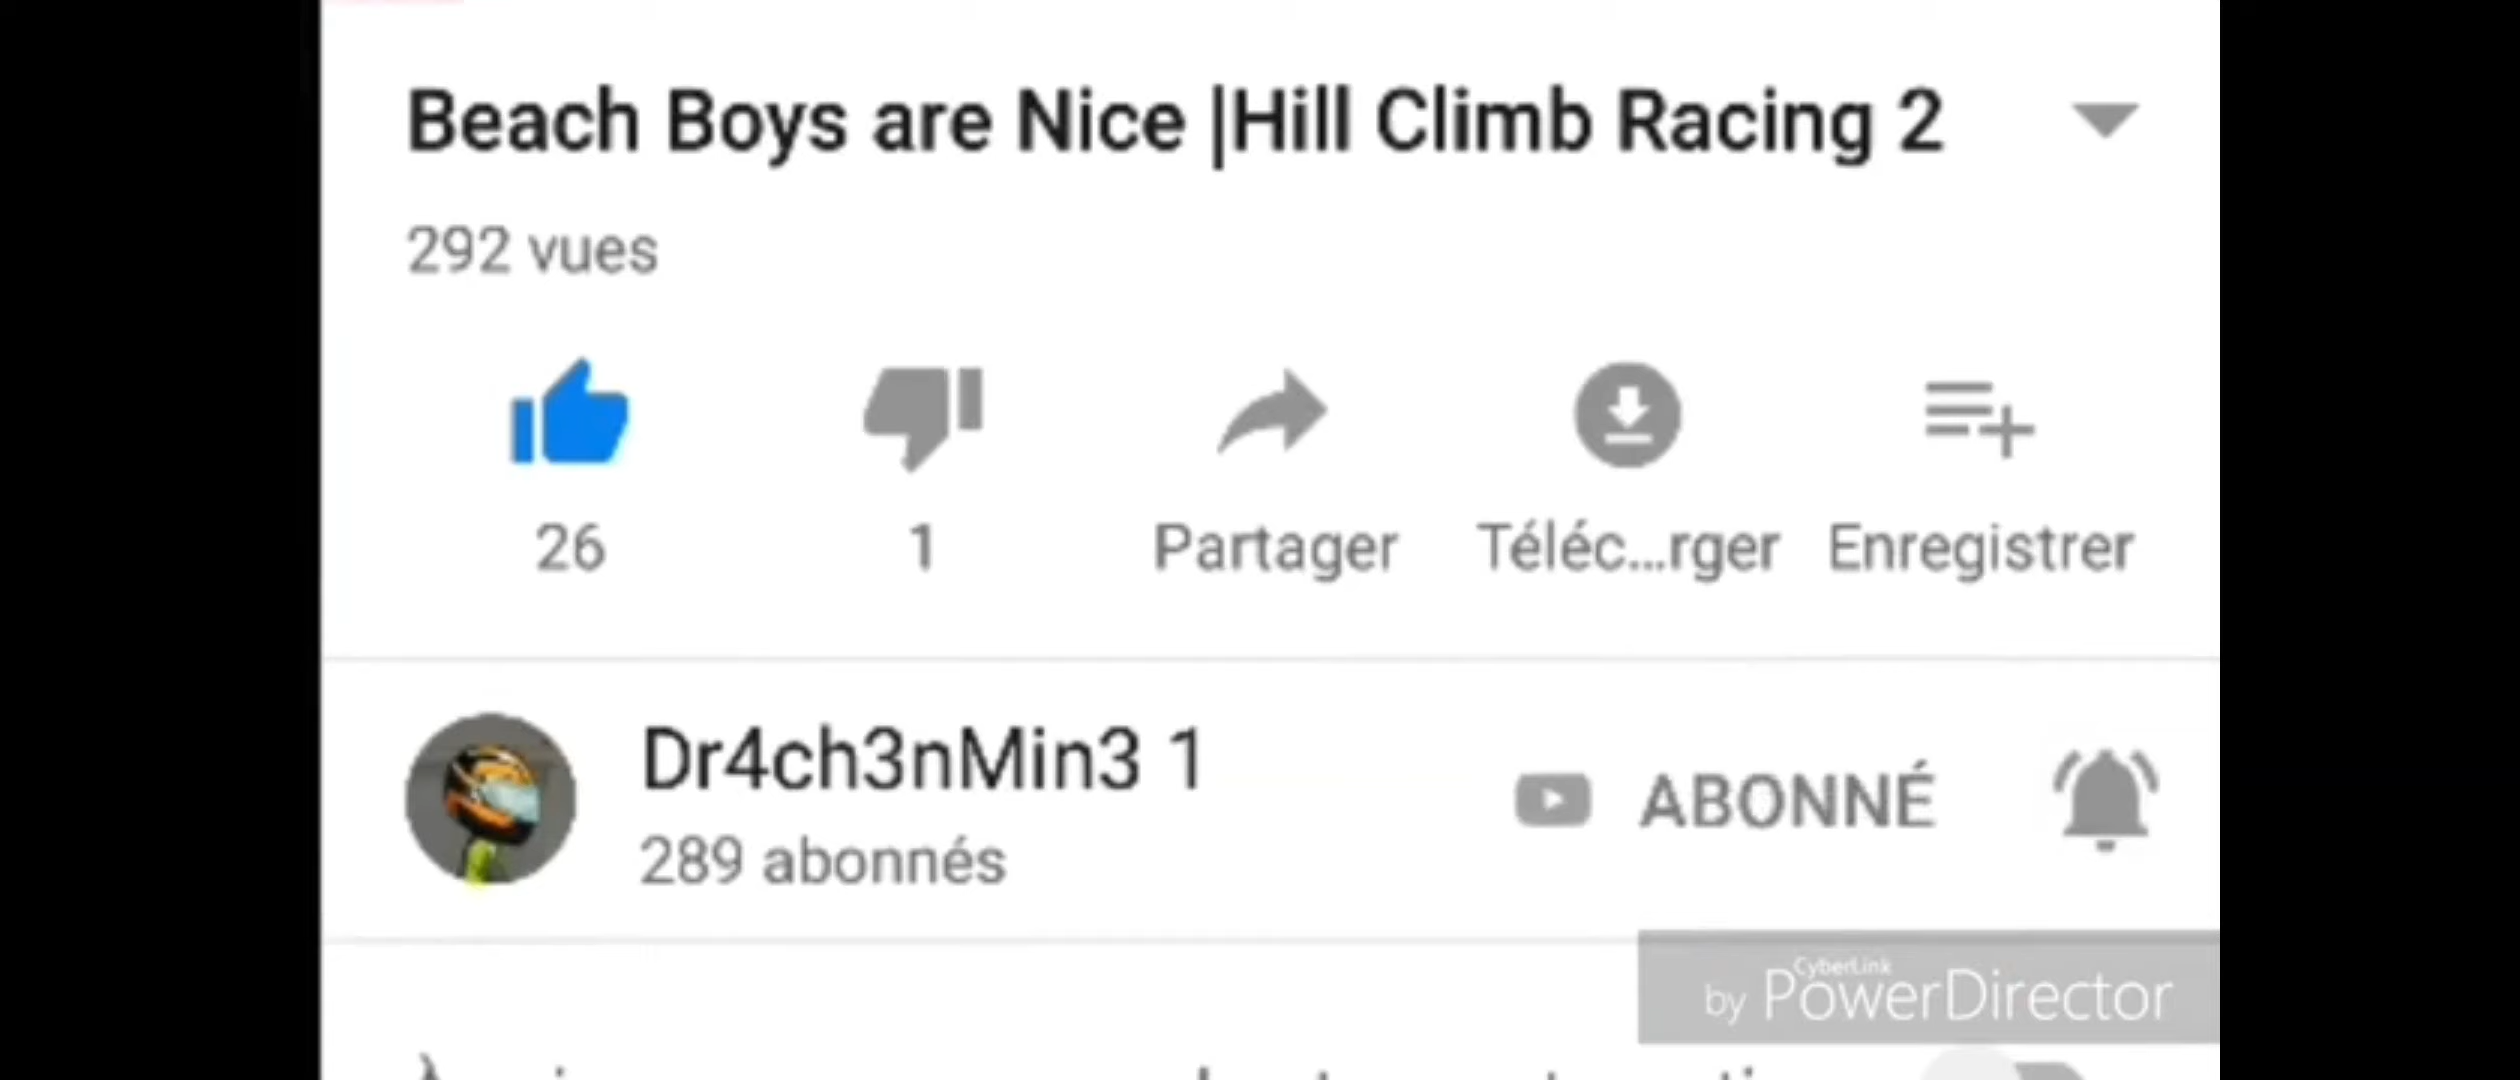 Beach Boys are Nice |Hill Climb Racing 2
292 vues
26 1 Partager Téléc...rger Enregistrer
Dr4ch3nMin3 1 ABONNÉ
289 abonnés
CyberLink
by PowerDirector